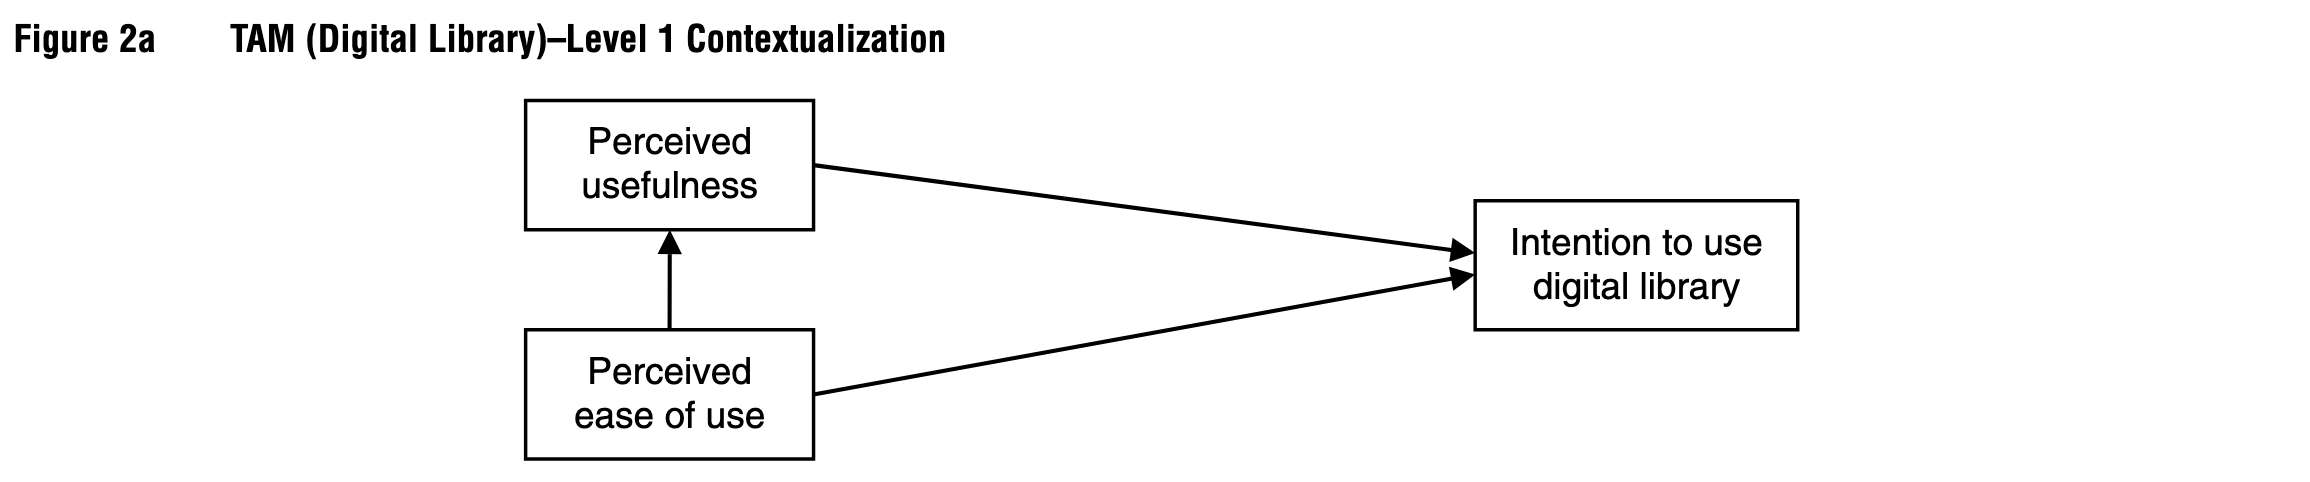 Figure 2a TAM (Digital Library)–Level 1 Contextualization
Perceived
usefulness
Intention to use
digital library
Perceived
ease of use